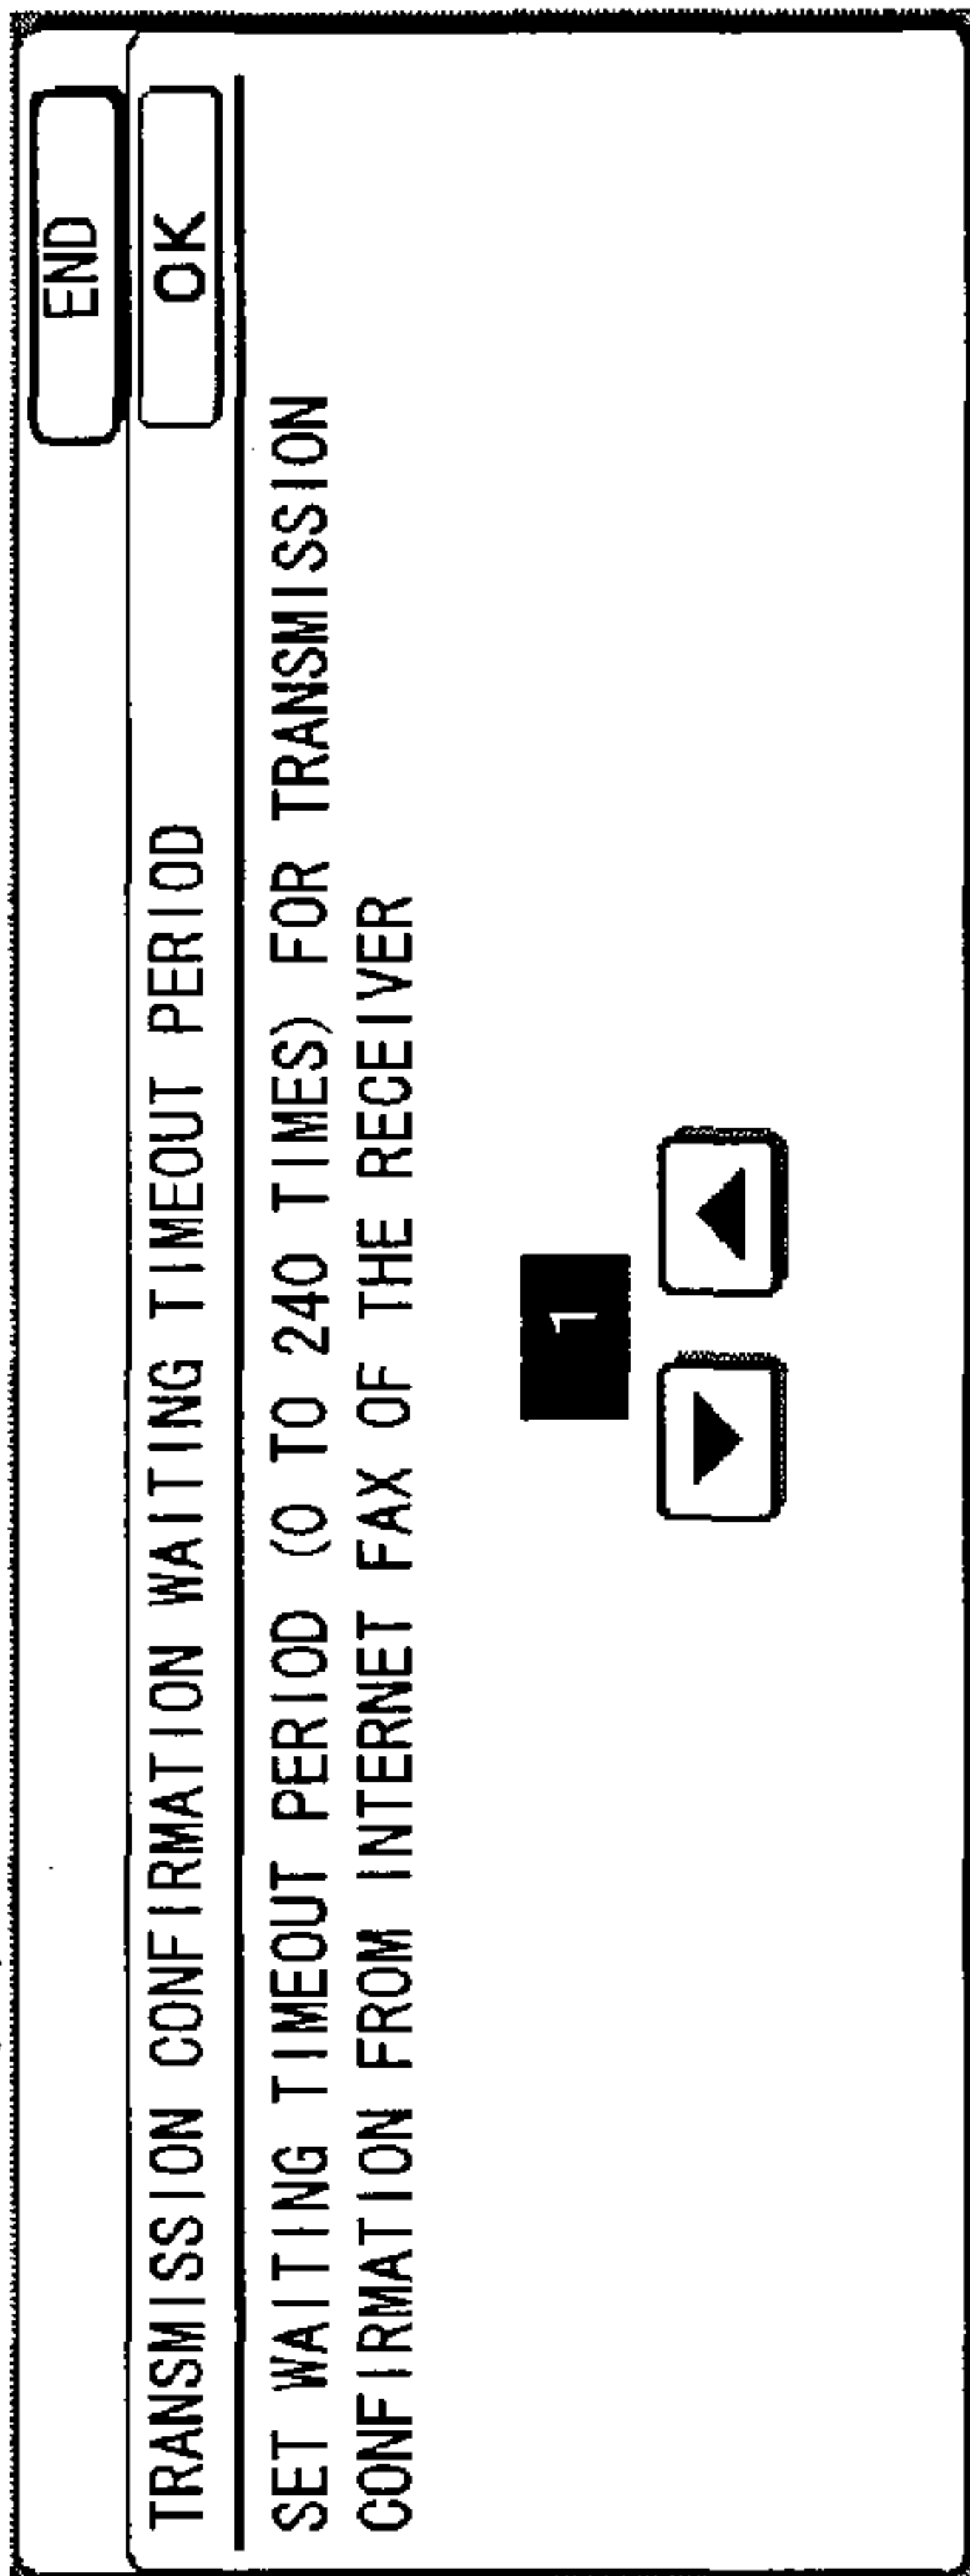 END
TRANSMISSION CONFIRMATION WAITING TIMEOUT PERIOD
OK
SET WAITING TIMEOUT PERIOD (0 TO 240 TIMES) FOR TRANSMISSION
CONFIRMATION FROM INTERNET FAX OF THE RECEIVER
1